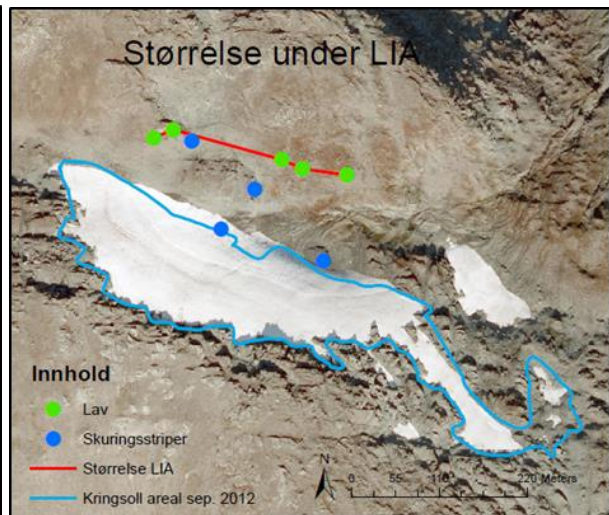 Størrelse under LIA
Innhold
Lav
Skuringsstriper
Størrelse LIA
Kringsoll areal sep. 2012
N
0 55 110 220 Meters